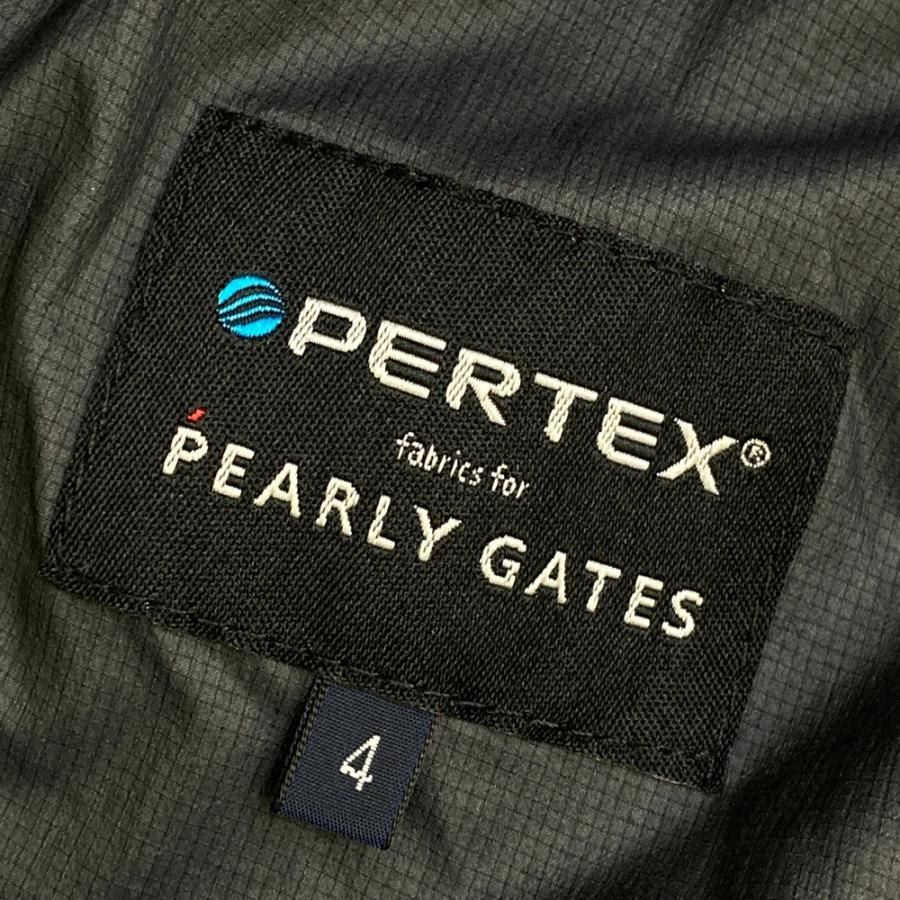 PERTEX®
fabrics for
PEARLY GATES
4